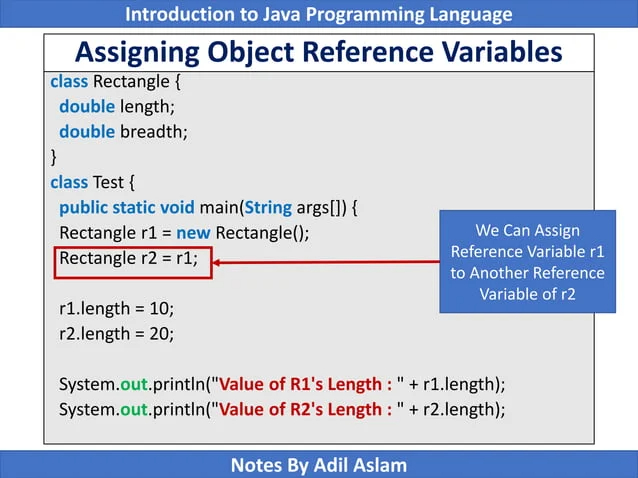 Introduction to Java Programming Language
Assigning Object Reference Variables
class Rectangle {
double length;
double breadth;
}
class Test {
public static void main(String args[]) {
Rectangle r1 = new Rectangle();
Rectangle r2 = r1;
We Can Assign
Reference Variable r1
to Another Reference
Variable of r2
r1.length = 10;
r2.length = 20;
System.out.println("Value of R1's Length : " + r1.length);
System.out.println("Value of R2's Length : " + r2.length);
Notes By Adil Aslam